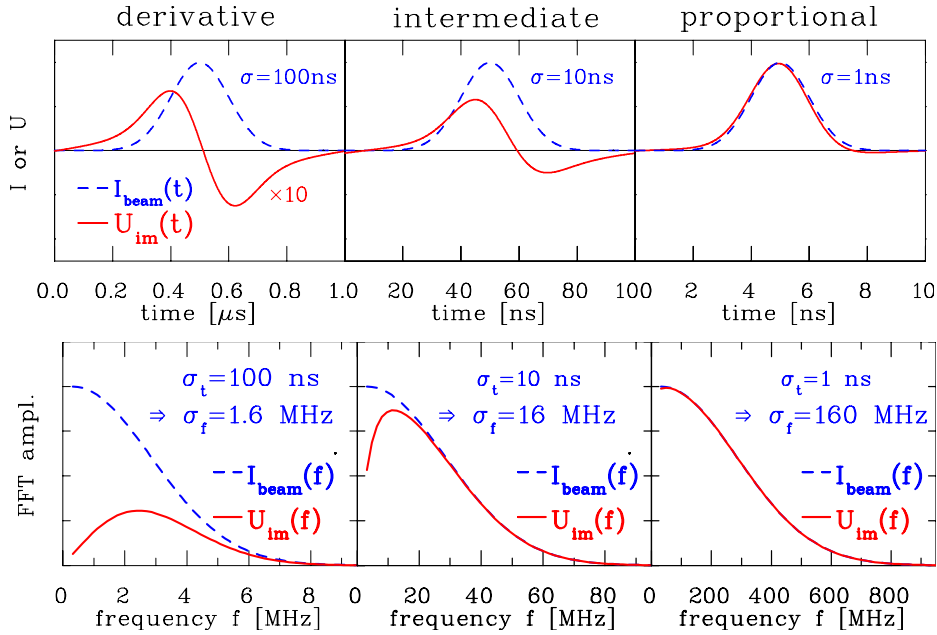 derivative intermediate proportional
I or U
σ=100ns σ=10ns σ=1ns
I_beam(t)
×10
U_im(t)
0.0 0.2 0.4 0.6 0.8 1.0 20 40 60 80 100 2 4 6 8 10
time [μs] time [ns] time [ns]
FFT ampl.
σ_t=100 ns σ_t=10 ns σ_t=1 ns
⇒ σ_f=1.6 MHz ⇒ σ_f=16 MHz ⇒ σ_f=160 MHz
I_beam(f) I_beam(f) I_beam(f)
U_im(f) U_im(f) U_im(f)
0 2 4 6 8 0 20 40 60 80 0 200 400 600 800
frequency f [MHz] frequency f [MHz] frequency f [MHz]